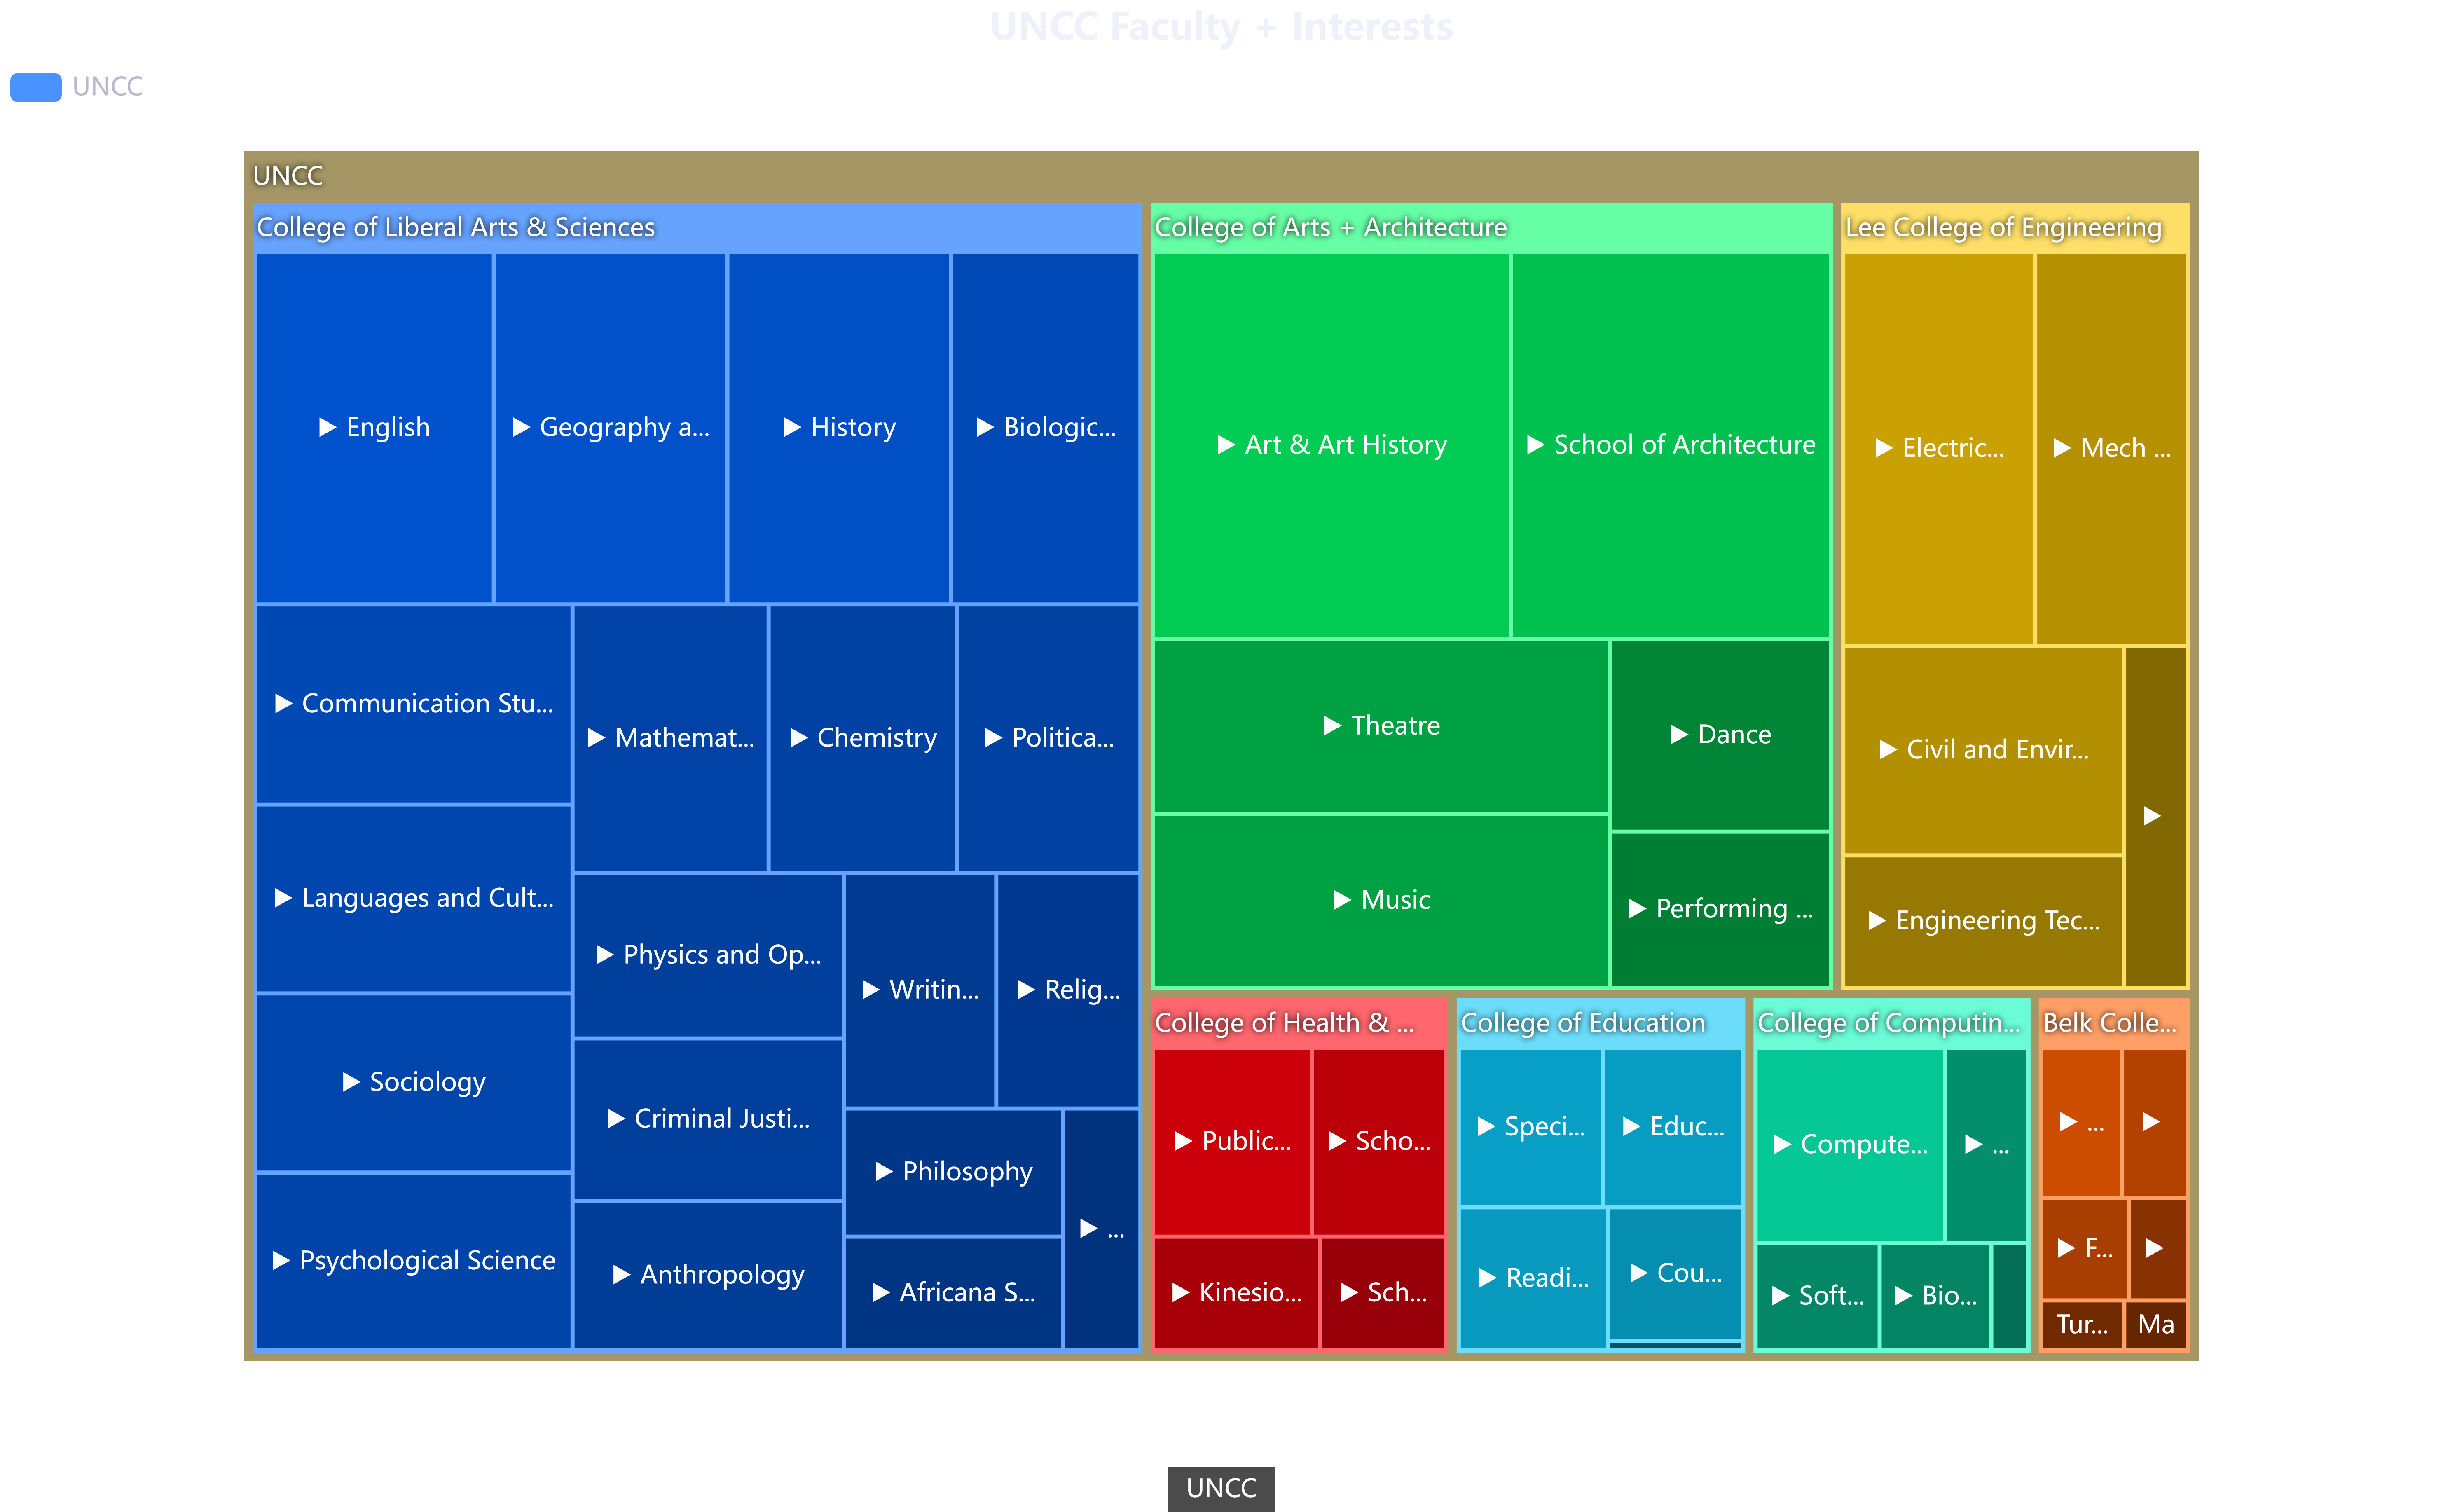 UNCC Faculty + Interests
UNCC
UNCC
College of Liberal Arts & Sciences
▶ English
▶ Geography a...
▶ History
▶ Biologic...
▶ Communication Stu...
▶ Mathemat...
▶ Chemistry
▶ Politica...
▶ Languages and Cult...
▶ Physics and Op...
▶ Writin...
▶ Relig...
▶ Sociology
▶ Criminal Justi...
▶ Philosophy
▶ ...
▶ Psychological Science
▶ Anthropology
▶ Africana S...
College of Arts + Architecture
▶ Art & Art History
▶ School of Architecture
▶ Theatre
▶ Dance
▶ Music
▶ Performing ...
Lee College of Engineering
▶ Electric...
▶ Mech ...
▶ Civil and Envir...
▶
▶ Engineering Tec...
College of Health & ...
▶ Public...
▶ Scho...
▶ Kinesio...
▶ Sch...
College of Education
▶ Speci...
▶ Educ...
▶ Readi...
▶ Cou...
College of Computin...
▶ Compute...
▶ ...
▶ Soft...
▶ Bio...
Belk Colle...
▶ ...
▶
▶ F...
▶
Tur...
Ma
UNCC